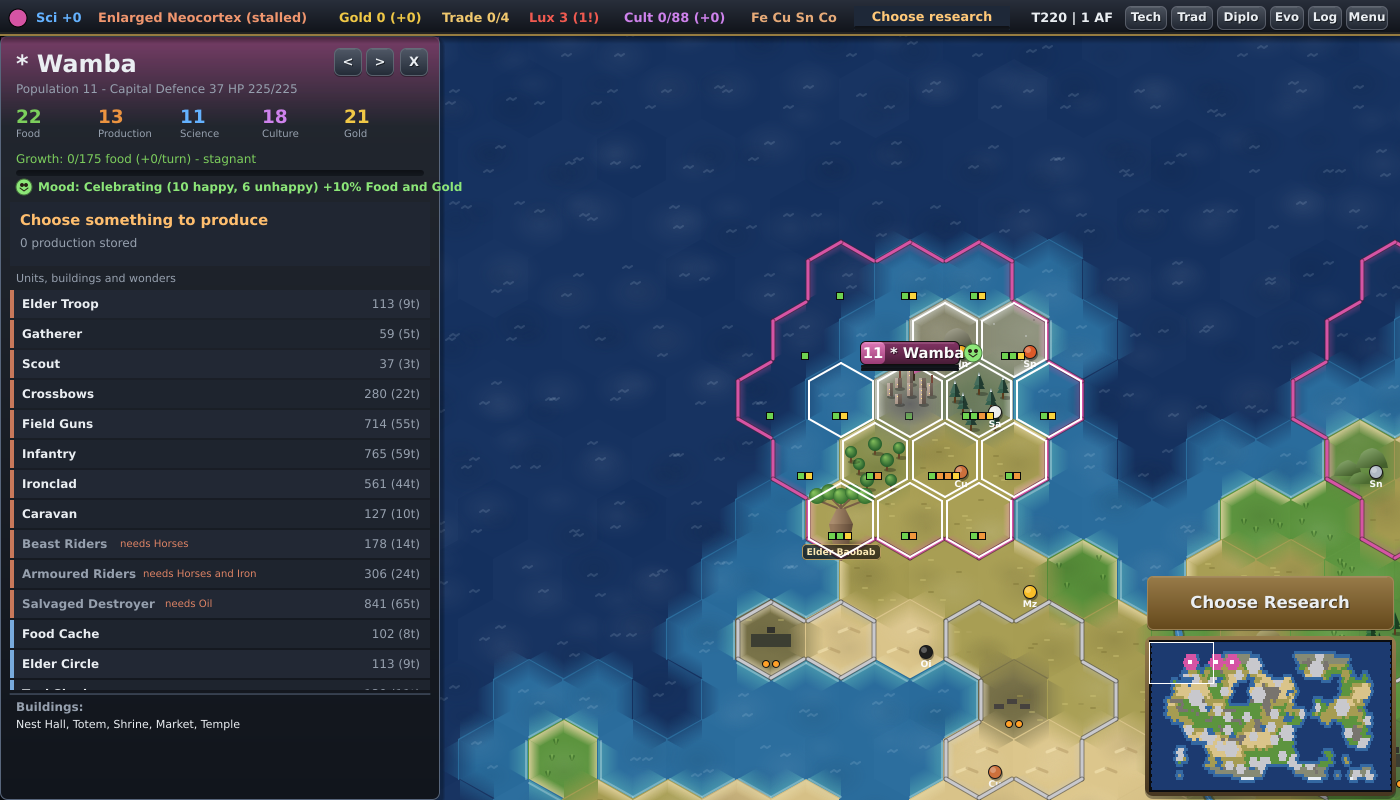 Sci +0 Enlarged Neocortex (stalled) Gold 0 (+0) Trade 0/4 Lux 3 (1!) Cult 0/88 (+0) Fe Cu Sn Co Choose research T220 | 1 AF Tech Trad Diplo Evo Log Menu
* Wamba < > X
Population 11 - Capital Defence 37 HP 225/225
22 13 11 18 21
Food Production Science Culture Gold
Growth: 0/175 food (+0/turn) - stagnant
Mood: Celebrating (10 happy, 6 unhappy) +10% Food and Gold
Choose something to produce
0 production stored
Units, buildings and wonders
Elder Troop 113 (9t)
Gatherer 59 (5t)
Scout 37 (3t)
Crossbows 280 (22t)
Field Guns 714 (55t)
Infantry 765 (59t)
Ironclad 561 (44t)
Caravan 127 (10t)
Beast Riders needs Horses 178 (14t)
Armoured Riders needs Horses and Iron 306 (24t)
Salvaged Destroyer needs Oil 841 (65t)
Food Cache 102 (8t)
Elder Circle 113 (9t)
Buildings:
Nest Hall, Totem, Shrine, Market, Temple
11 * Wamba
Sa
Cu
Sn
Elder Baobab
Mz
Oi
Choose Research